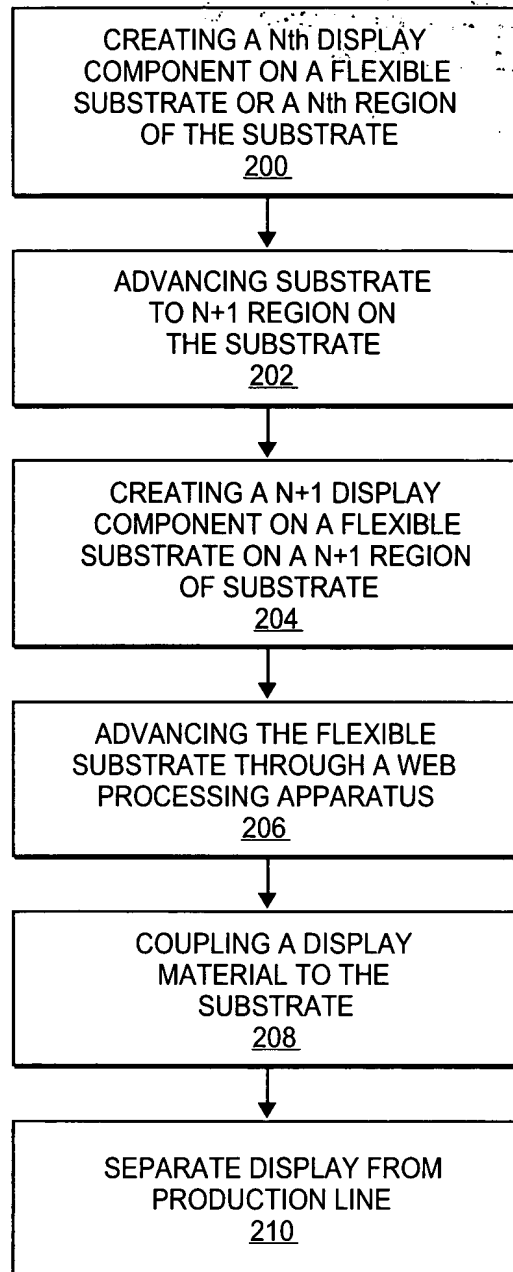 CREATING A Nth DISPLAY
COMPONENT ON A FLEXIBLE
SUBSTRATE OR A Nth REGION
OF THE SUBSTRATE
200
ADVANCING SUBSTRATE
TO N+1 REGION ON
THE SUBSTRATE
202
CREATING A N+1 DISPLAY
COMPONENT ON A FLEXIBLE
SUBSTRATE ON A N+1 REGION
OF SUBSTRATE
204
ADVANCING THE FLEXIBLE
SUBSTRATE THROUGH A WEB
PROCESSING APPARATUS
206
COUPLING A DISPLAY
MATERIAL TO THE
SUBSTRATE
208
SEPARATE DISPLAY FROM
PRODUCTION LINE
210